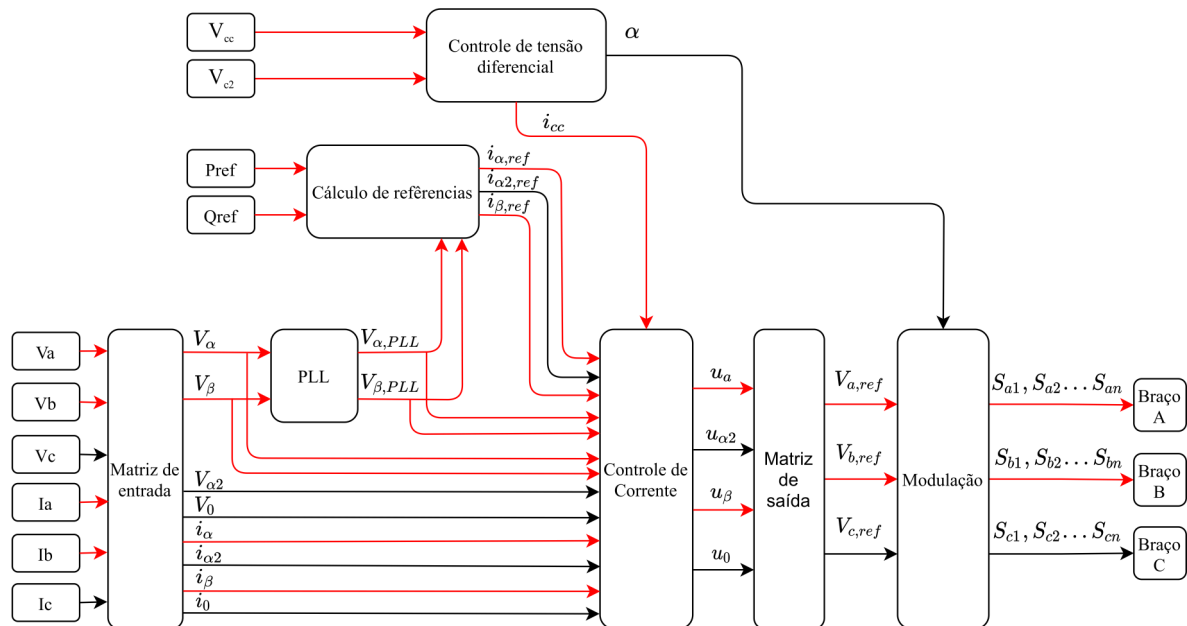 V_cc
V_c2
Controle de tensão
diferencial
α
i_cc
Pref
Qref
Cálculo de refêrencias
i_α,ref
i_α2,ref
i_β,ref
Va
Vb
Vc
Ia
Ib
Ic
Matriz de
entrada
V_α
V_β
PLL
V_α,PLL
V_β,PLL
V_α2
V_0
i_α
i_α2
i_β
i_0
Controle de
Corrente
u_a
u_α2
u_β
u_0
Matriz
de
saída
V_a,ref
V_b,ref
V_c,ref
Modulação
S_a1, S_a2 ... S_an
S_b1, S_b2 ... S_bn
S_c1, S_c2 ... S_cn
Braço
A
Braço
B
Braço
C